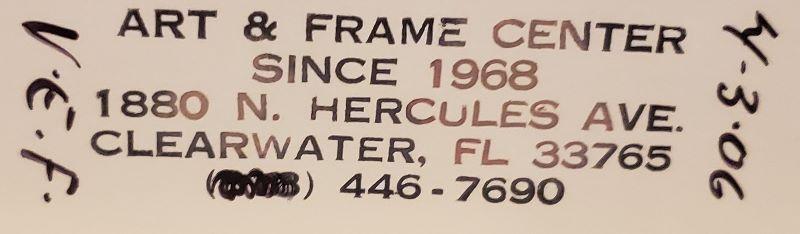 V.E.F.
ART & FRAME CENTER
SINCE 1968
1880 N. HERCULES AVE.
CLEARWATER, FL 33765
( ) 446-7690
4-3-06